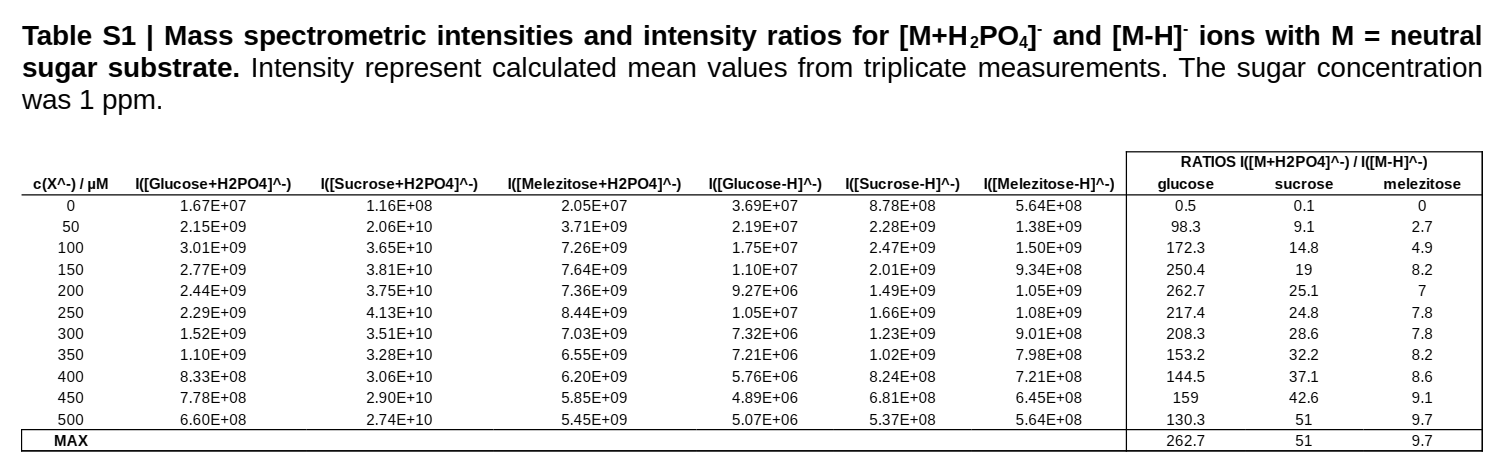 Table S1 | Mass spectrometric intensities and intensity ratios for [M+H₂PO₄]⁻ and [M-H]⁻ ions with M = neutral
sugar substrate. Intensity represent calculated mean values from triplicate measurements. The sugar concentration
was 1 ppm.
RATIOS I([M+H2PO4]^-) / I([M-H]^-)
c(X^-) / µM I([Glucose+H2PO4]^-) I([Sucrose+H2PO4]^-) I([Melezitose+H2PO4]^-) I([Glucose-H]^-) I([Sucrose-H]^-) I([Melezitose-H]^-) glucose sucrose melezitose
0 1.67E+07 1.16E+08 2.05E+07 3.69E+07 8.78E+08 5.64E+08 0.5 0.1 0
50 2.15E+09 2.06E+10 3.71E+09 2.19E+07 2.28E+09 1.38E+09 98.3 9.1 2.7
100 3.01E+09 3.65E+10 7.26E+09 1.75E+07 2.47E+09 1.50E+09 172.3 14.8 4.9
150 2.77E+09 3.81E+10 7.64E+09 1.10E+07 2.01E+09 9.34E+08 250.4 19 8.2
200 2.44E+09 3.75E+10 7.36E+09 9.27E+06 1.49E+09 1.05E+09 262.7 25.1 7
250 2.29E+09 4.13E+10 8.44E+09 1.05E+07 1.66E+09 1.08E+09 217.4 24.8 7.8
300 1.52E+09 3.51E+10 7.03E+09 7.32E+06 1.23E+09 9.01E+08 208.3 28.6 7.8
350 1.10E+09 3.28E+10 6.55E+09 7.21E+06 1.02E+09 7.98E+08 153.2 32.2 8.2
400 8.33E+08 3.06E+10 6.20E+09 5.76E+06 8.24E+08 7.21E+08 144.5 37.1 8.6
450 7.78E+08 2.90E+10 5.85E+09 4.89E+06 6.81E+08 6.45E+08 159 42.6 9.1
500 6.60E+08 2.74E+10 5.45E+09 5.07E+06 5.37E+08 5.64E+08 130.3 51 9.7
MAX 262.7 51 9.7